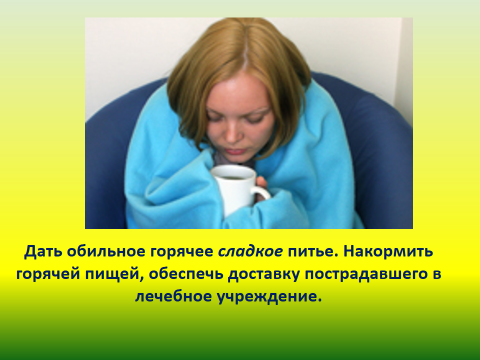 Дать обильное горячее сладкое питье. Накормить
горячей пищей, обеспечь доставку пострадавшего в
лечебное учреждение.